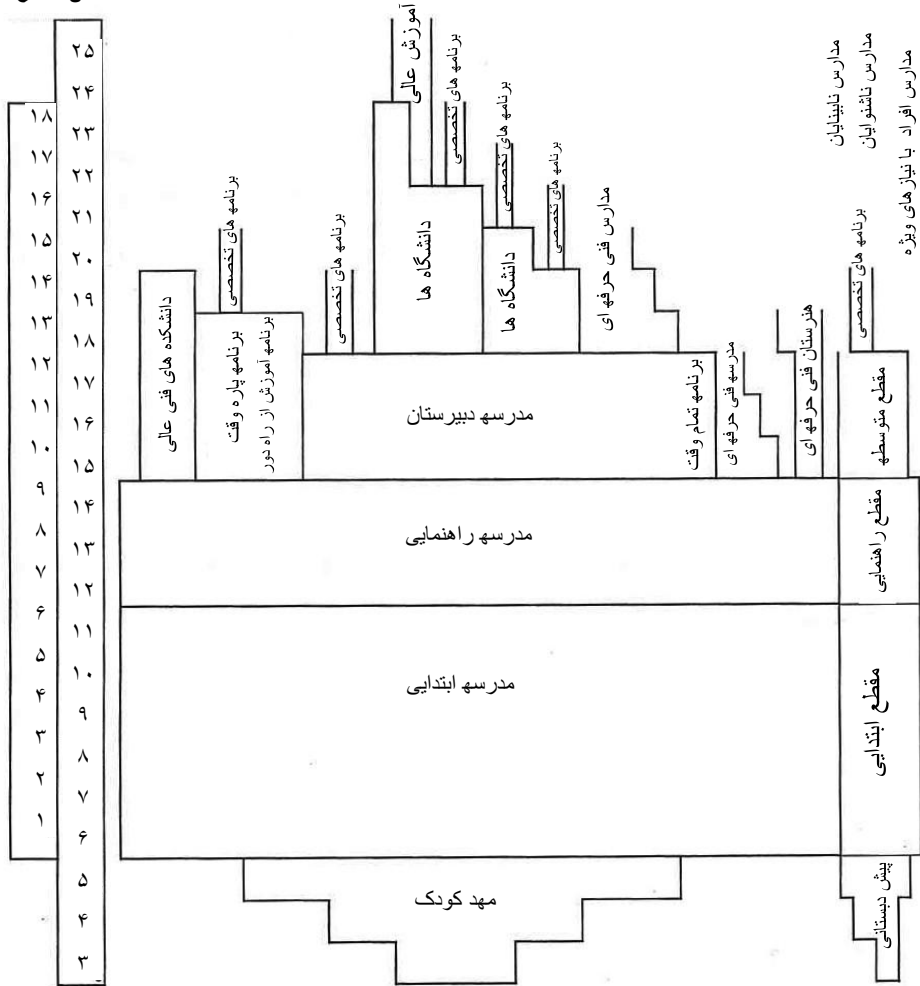 ۲۵
۲۴
۲۳
۲۲
۲۱
۲۰
۱۹
۱۸
۱۷
۱۶
۱۵
۱۴
۱۳
۱۲
۱۱
۱۰
۹
۸
۷
۶
۵
۴
۳
۱۸
۱۷
۱۶
۱۵
۱۴
۱۳
۱۲
۱۱
۱۰
۹
۸
۷
۶
۵
۴
۳
۲
۱
مدارس نابینایان
مدارس ناشنوایان
مدارس افراد با نیازهای ویژه
آموزش عالی
برنامه های تخصصی
برنامه های تخصصی
برنامه های تخصصی
برنامه های تخصصی
برنامه های تخصصی
برنامه های تخصصی
دانشگاه ها
دانشگاه ها
مدارس فنی حرفه ای
دانشکده های فنی عالی
برنامه پاره وقت
برنامه آموزش از راه دور
مدرسه دبیرستان
برنامه تمام وقت
مدرسه فنی حرفه ای
هنرستان فنی حرفه ای
مقطع متوسطه
مدرسه راهنمایی
مقطع راهنمایی
مدرسه ابتدایی
مقطع ابتدایی
مهد کودک
پیش دبستانی